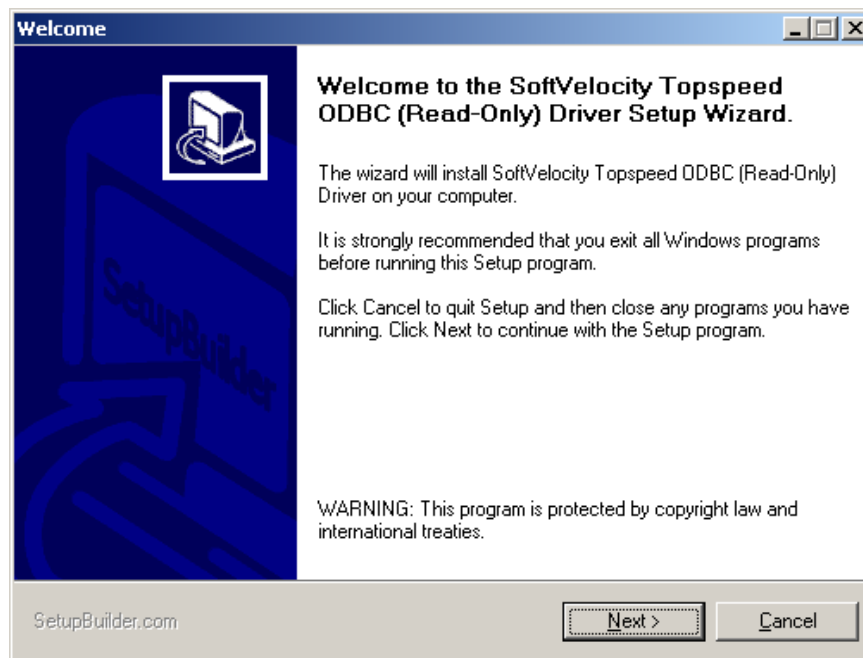 Welcome
Welcome to the SoftVelocity Topspeed
ODBC (Read-Only) Driver Setup Wizard.
The wizard will install SoftVelocity Topspeed ODBC (Read-Only)
Driver on your computer.
It is strongly recommended that you exit all Windows programs
before running this Setup program.
Click Cancel to quit Setup and then close any programs you have
running. Click Next to continue with the Setup program.
SetupBuilder
WARNING: This program is protected by copyright law and
international treaties.
SetupBuilder.com
Next >
Cancel